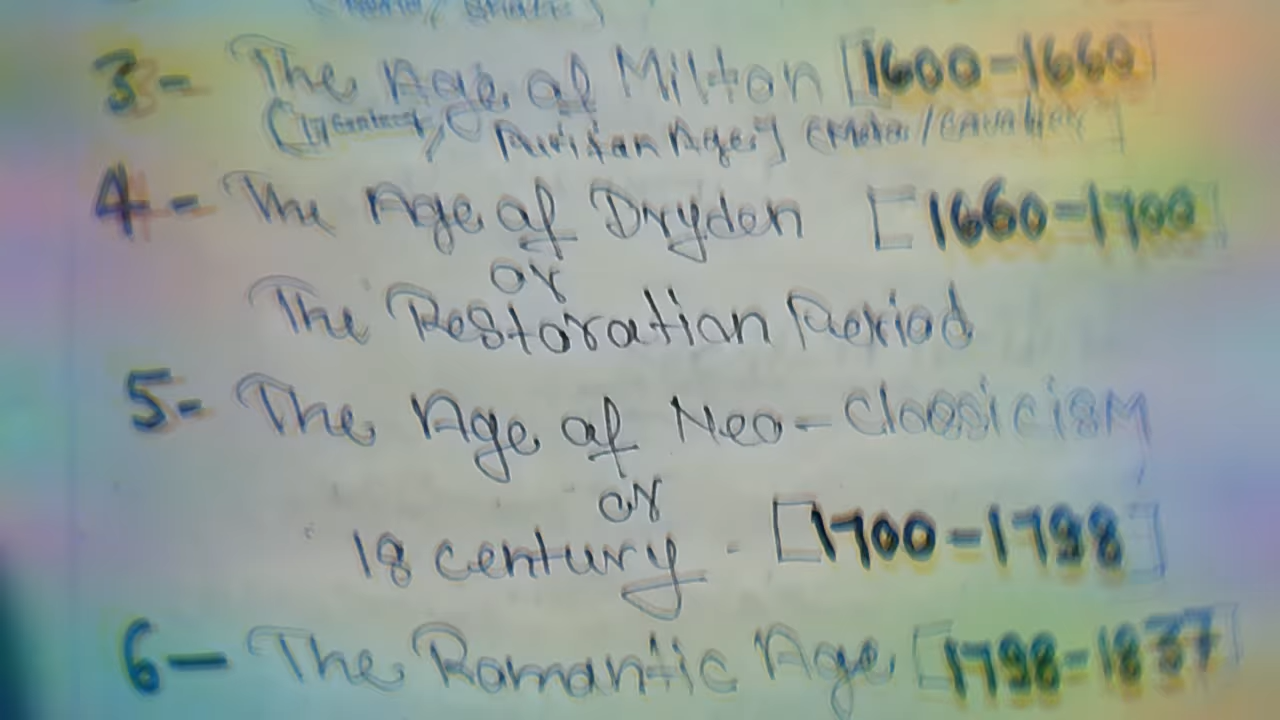 3- The Age of Milton [1600-1660]
Puritan Age]
4- The Age of Dryden [1660-1700]
or
The Restoration Period
5- The Age of Neo-Classicism
or
18 century - [1700-1798]
6- The Romantic Age [1798-1837]